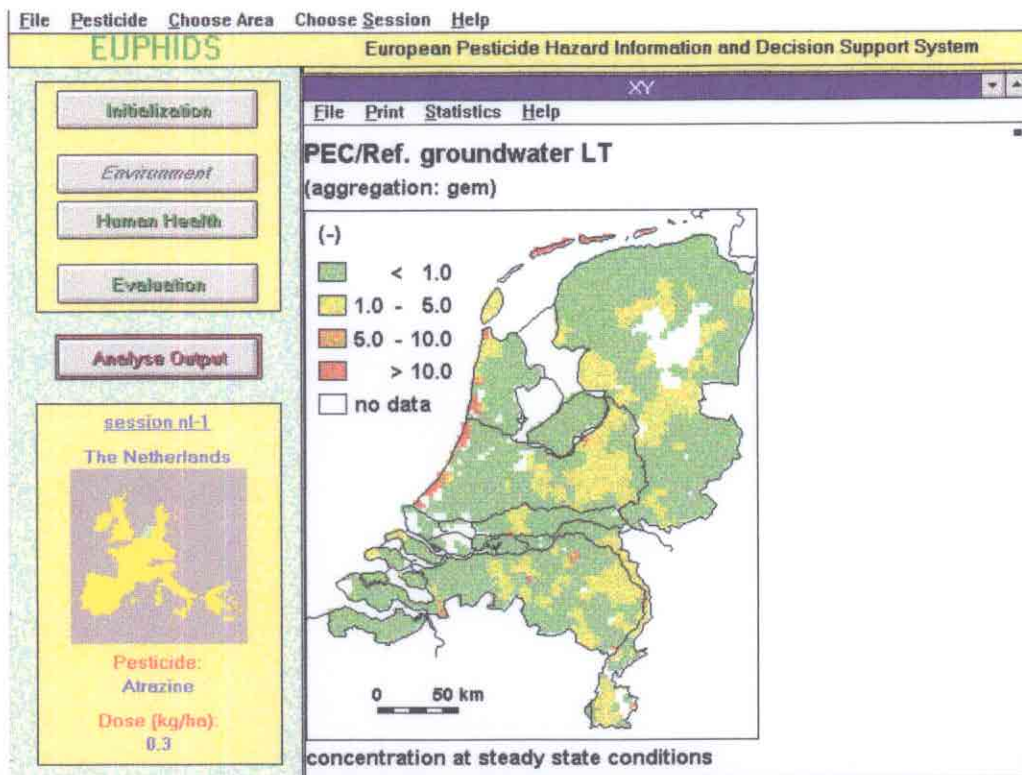 File Pesticide Choose Area Choose Session Help
EUPHIDS European Pesticide Hazard Information and Decision Support System
Initialization
Environment
Human Health
Evaluation
Analyse Output
session nl-1
The Netherlands
Pesticide:
Atrazine
Dose (kg/ha):
0.3
XY
File Print Statistics Help
PEC/Ref. groundwater LT
(aggregation: gem)
(-)
< 1.0
1.0 - 5.0
5.0 - 10.0
> 10.0
no data
0 50 km
concentration at steady state conditions